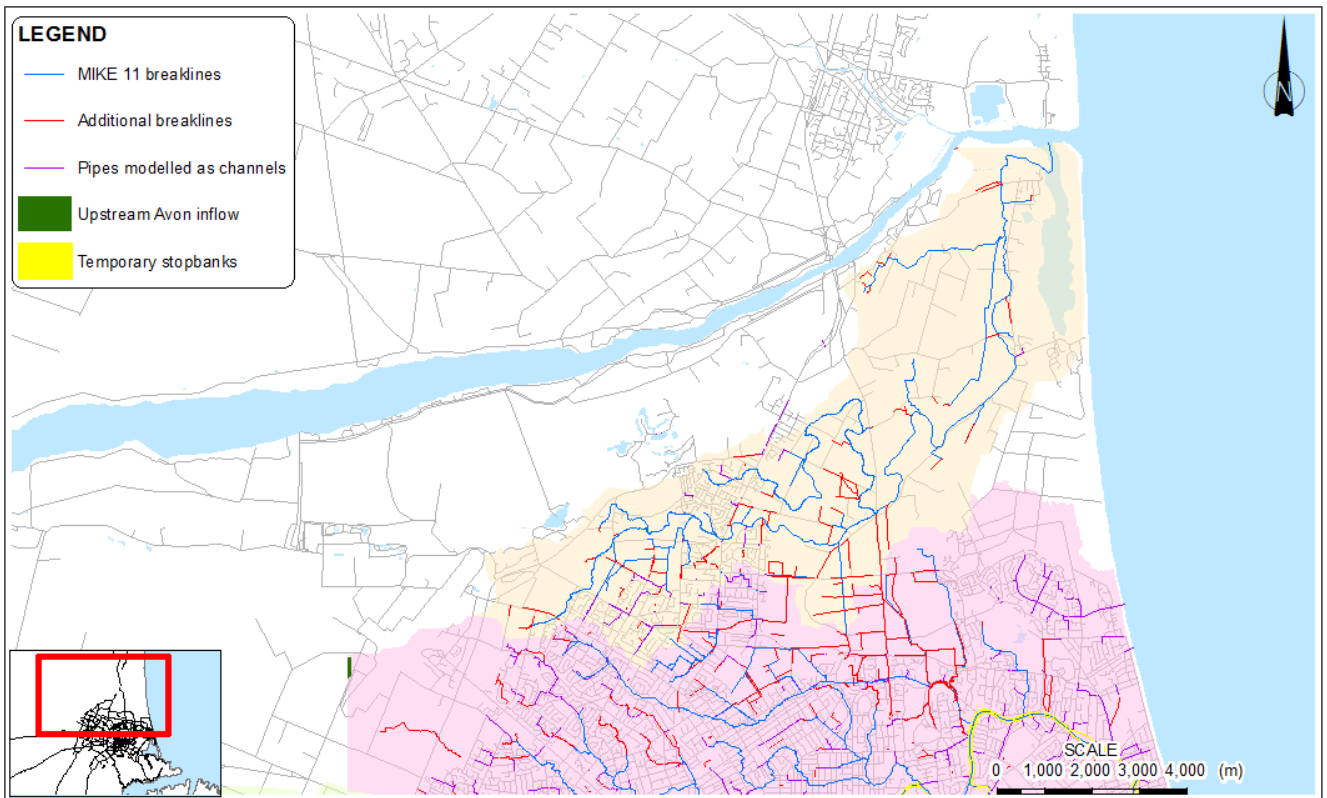 LEGEND
MIKE 11 breaklines
Additional breaklines
Pipes modelled as channels
Upstream Avon inflow
Temporary stopbanks
N
SCALE
0 1,000 2,000 3,000 4,000 (m)